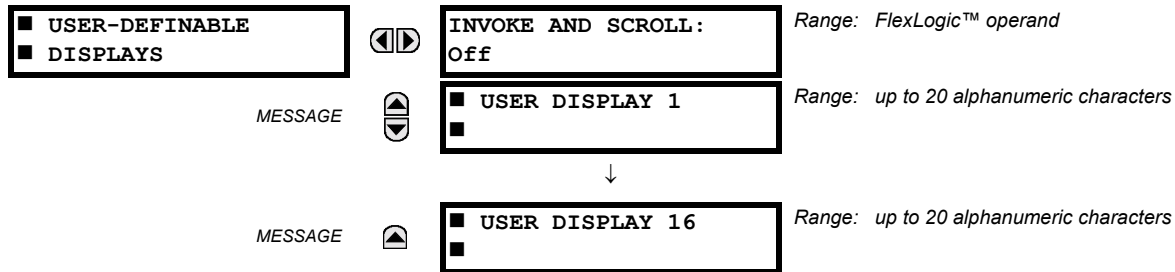 ■ USER-DEFINABLE
■ DISPLAYS
INVOKE AND SCROLL:
Off
Range: FlexLogic™ operand
MESSAGE
■ USER DISPLAY 1
■
Range: up to 20 alphanumeric characters
↓
MESSAGE
■ USER DISPLAY 16
■
Range: up to 20 alphanumeric characters